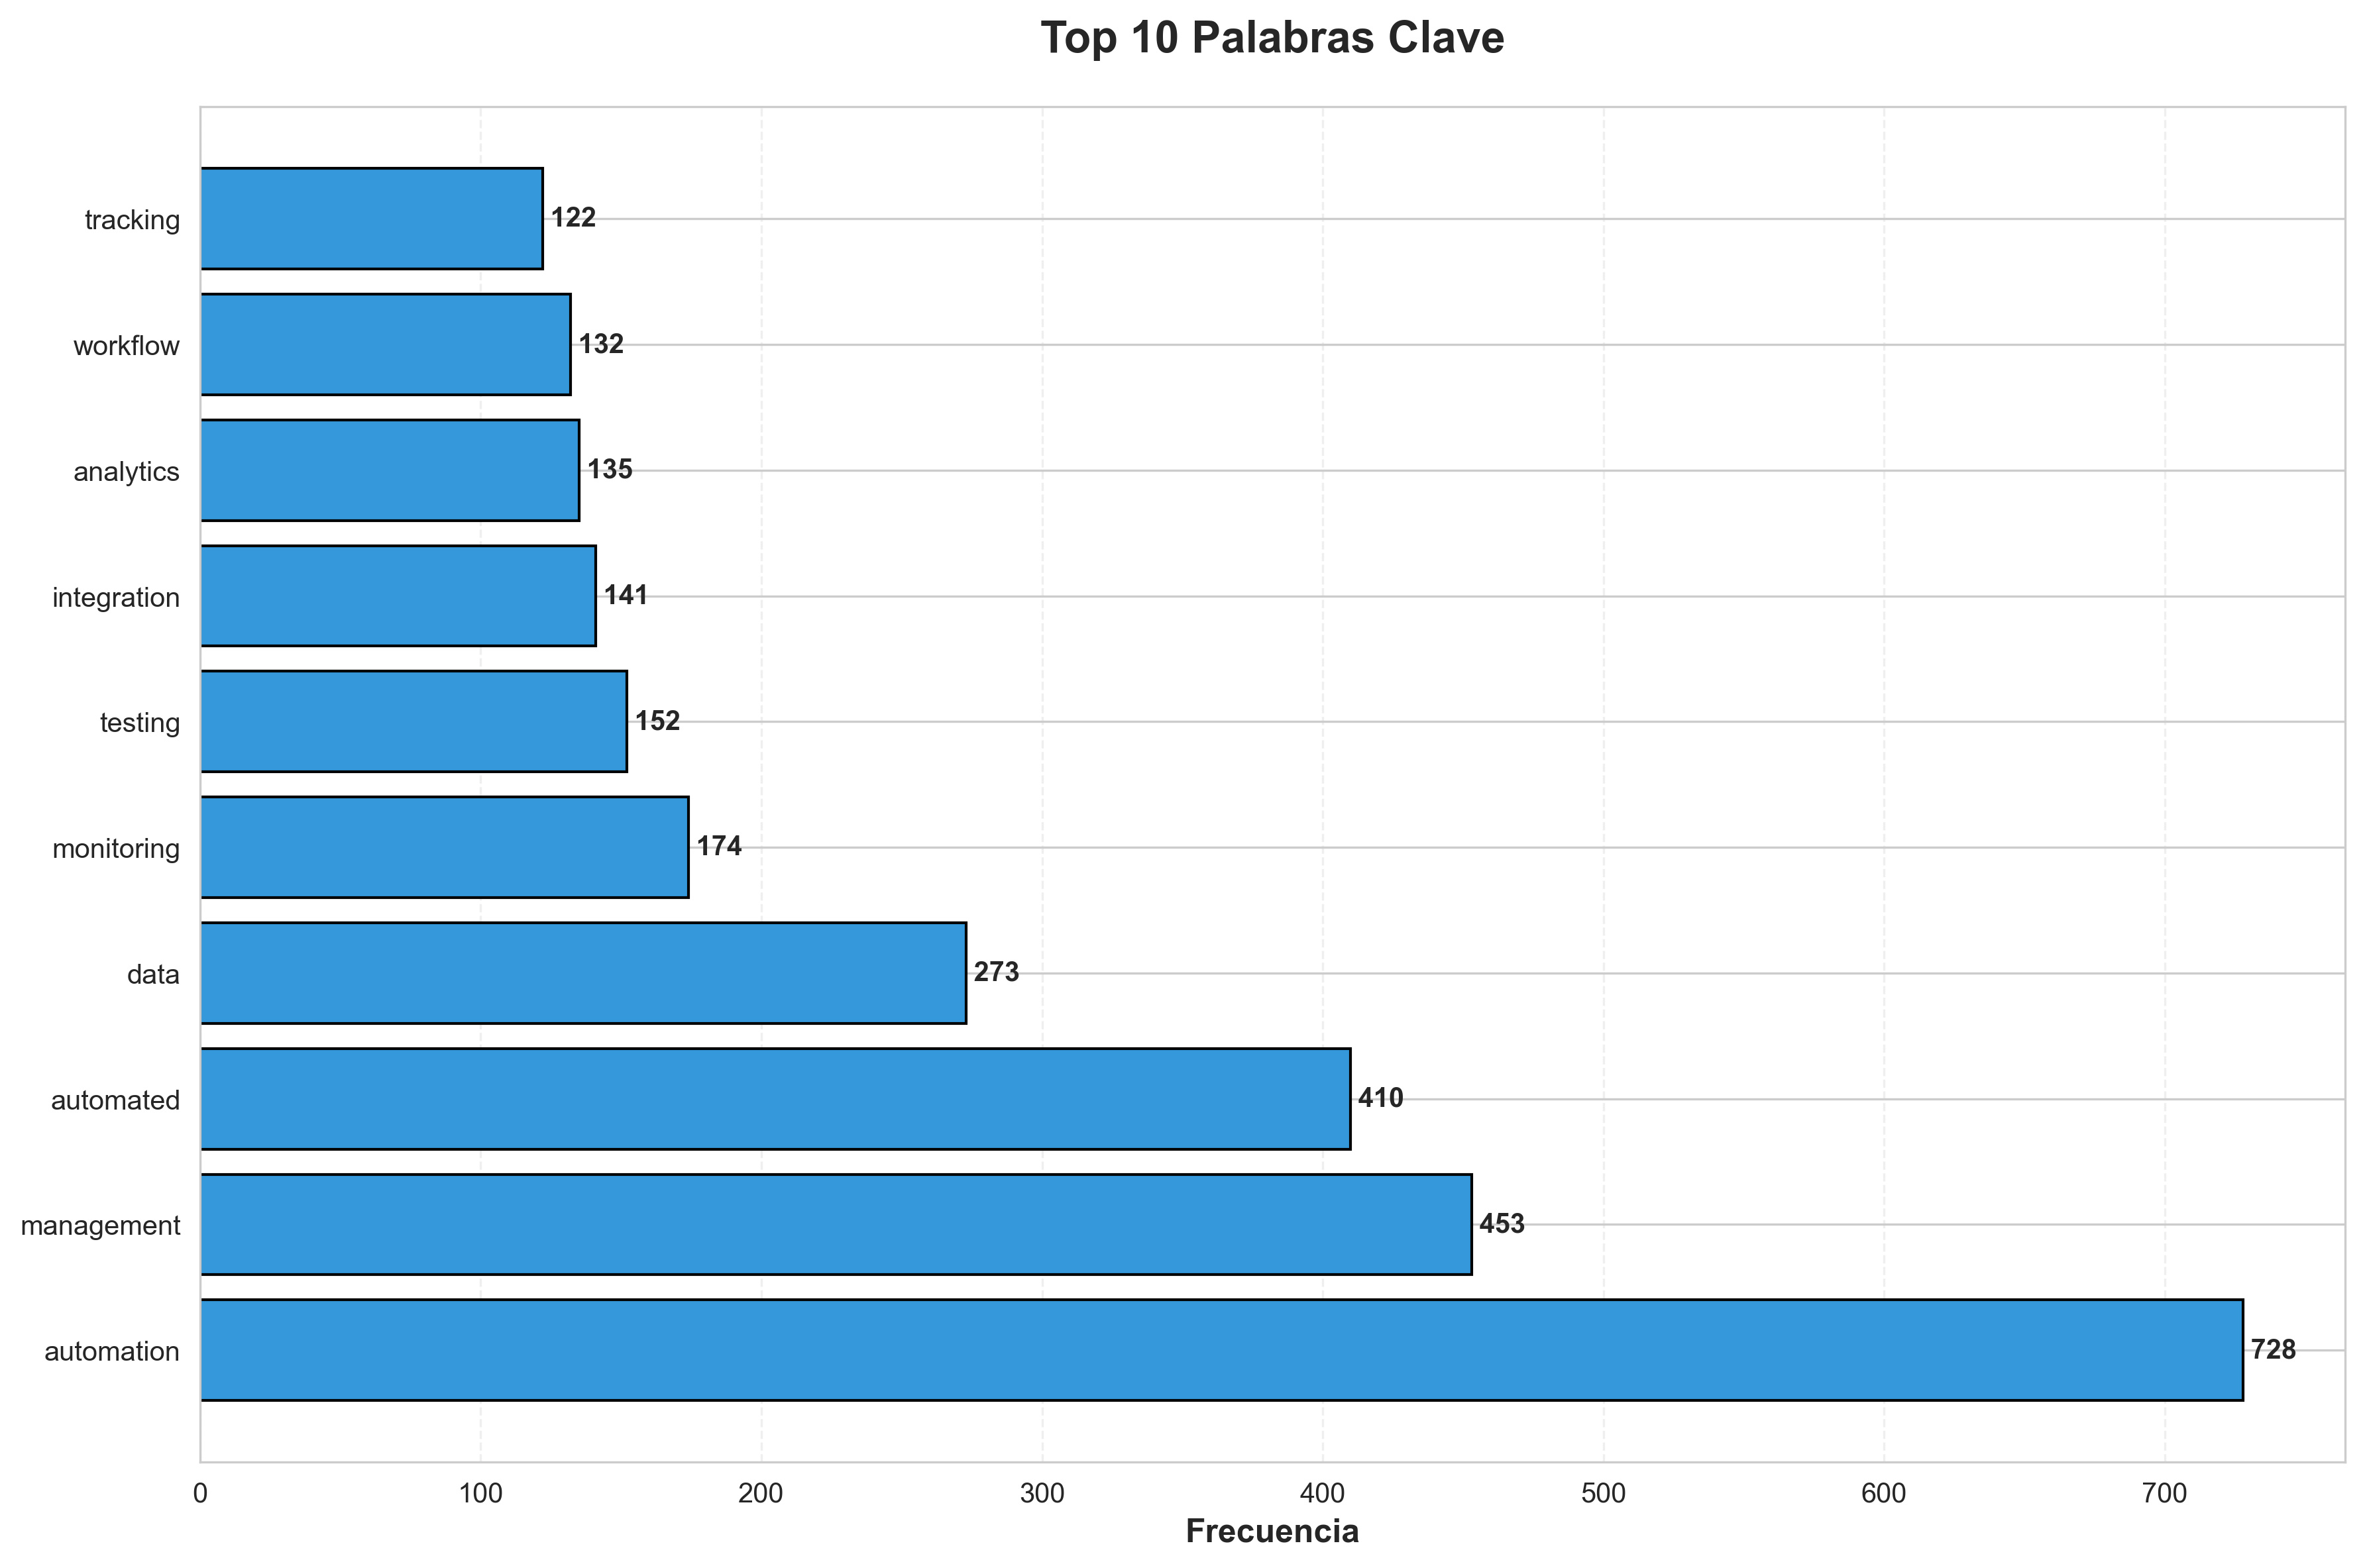 Top 10 Palabras Clave
tracking 122
workflow 132
analytics 135
integration 141
testing 152
monitoring 174
data 273
automated 410
management 453
automation 728
0 100 200 300 400 500 600 700
Frecuencia